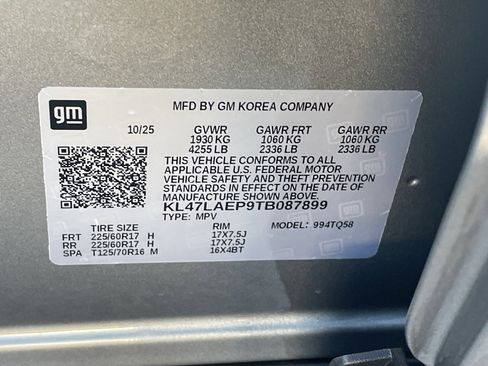 gm
MFD BY GM KOREA COMPANY
10/25 GVWR GAWR FRT GAWR RR
1930 KG 1060 KG 1060 KG
4255 LB 2336 LB 2336 LB
THIS VEHICLE CONFORMS TO ALL
APPLICABLE U.S. FEDERAL MOTOR
VEHICLE SAFETY AND THEFT PREVENTION
STANDARDS IN EFFECT ON THE DATE OF
MANUFACTURE SHOWN ABOVE.
KL47LAEP9TB087899
TYPE: MPV
TIRE SIZE RIM MODEL: 994TQ58
FRT 225/60R17 H 17X7.5J
RR 225/60R17 H 17X7.5J
SPA T125/70R16 M 16X4BT